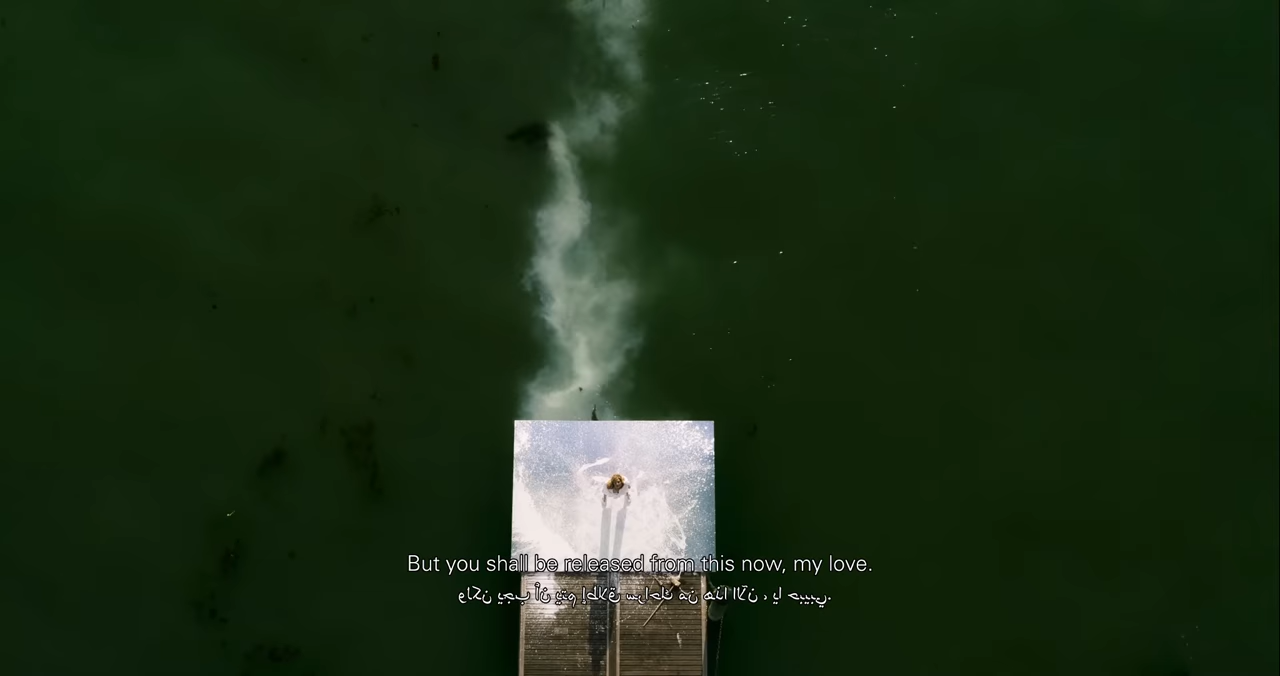 But you shall be released from this now, my love.
ولكن يجب أن يتم إطلاق سراحك من هذا الآن ، يا حبيبي.